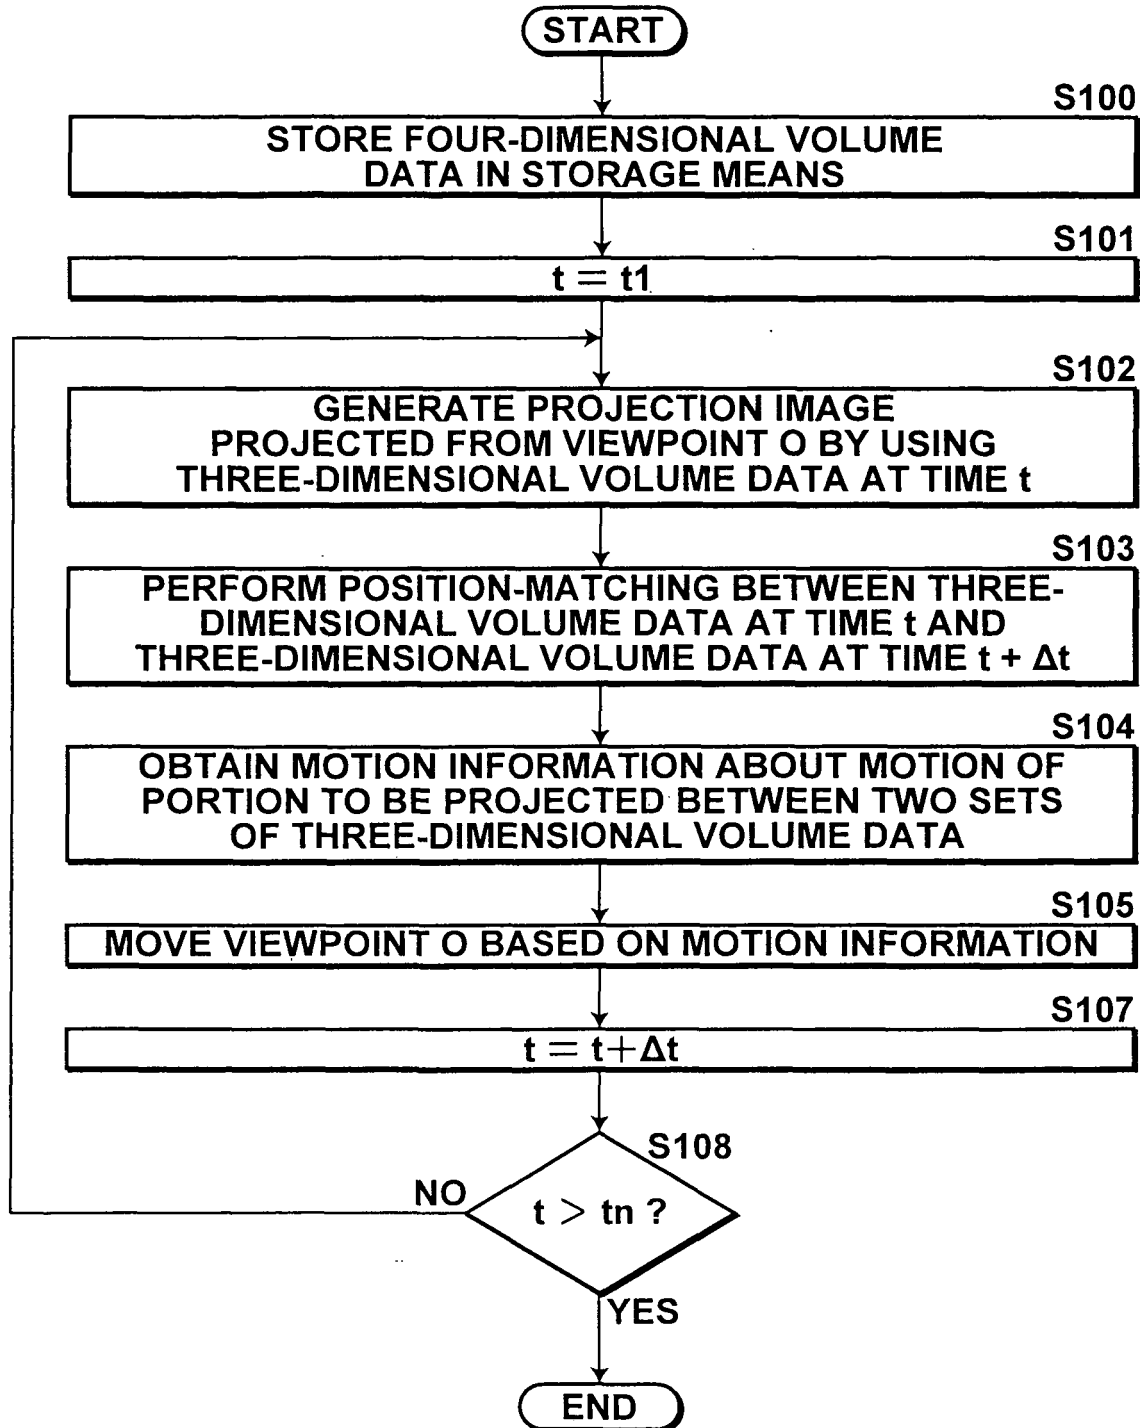 START
S100
STORE FOUR-DIMENSIONAL VOLUME
DATA IN STORAGE MEANS
S101
t = t1
S102
GENERATE PROJECTION IMAGE
PROJECTED FROM VIEWPOINT O BY USING
THREE-DIMENSIONAL VOLUME DATA AT TIME t
S103
PERFORM POSITION-MATCHING BETWEEN THREE-
DIMENSIONAL VOLUME DATA AT TIME t AND
THREE-DIMENSIONAL VOLUME DATA AT TIME t + Δt
S104
OBTAIN MOTION INFORMATION ABOUT MOTION OF
PORTION TO BE PROJECTED BETWEEN TWO SETS
OF THREE-DIMENSIONAL VOLUME DATA
S105
MOVE VIEWPOINT O BASED ON MOTION INFORMATION
S107
t = t+Δt
S108
NO
t > tn ?
YES
END